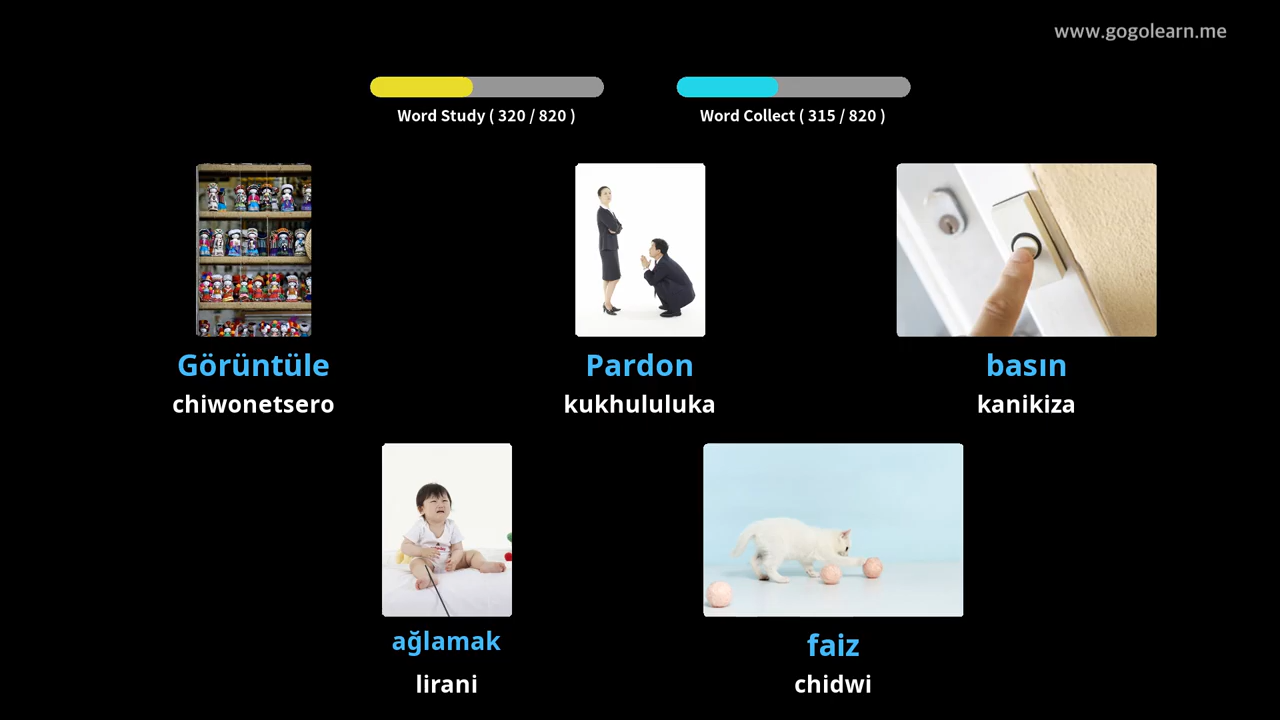 www.gogolearn.me
Word Study ( 320 / 820 )
Word Collect ( 315 / 820 )
Görüntüle
chiwonetsero
Pardon
kukhululuka
basın
kanikiza
ağlamak
lirani
faiz
chidwi